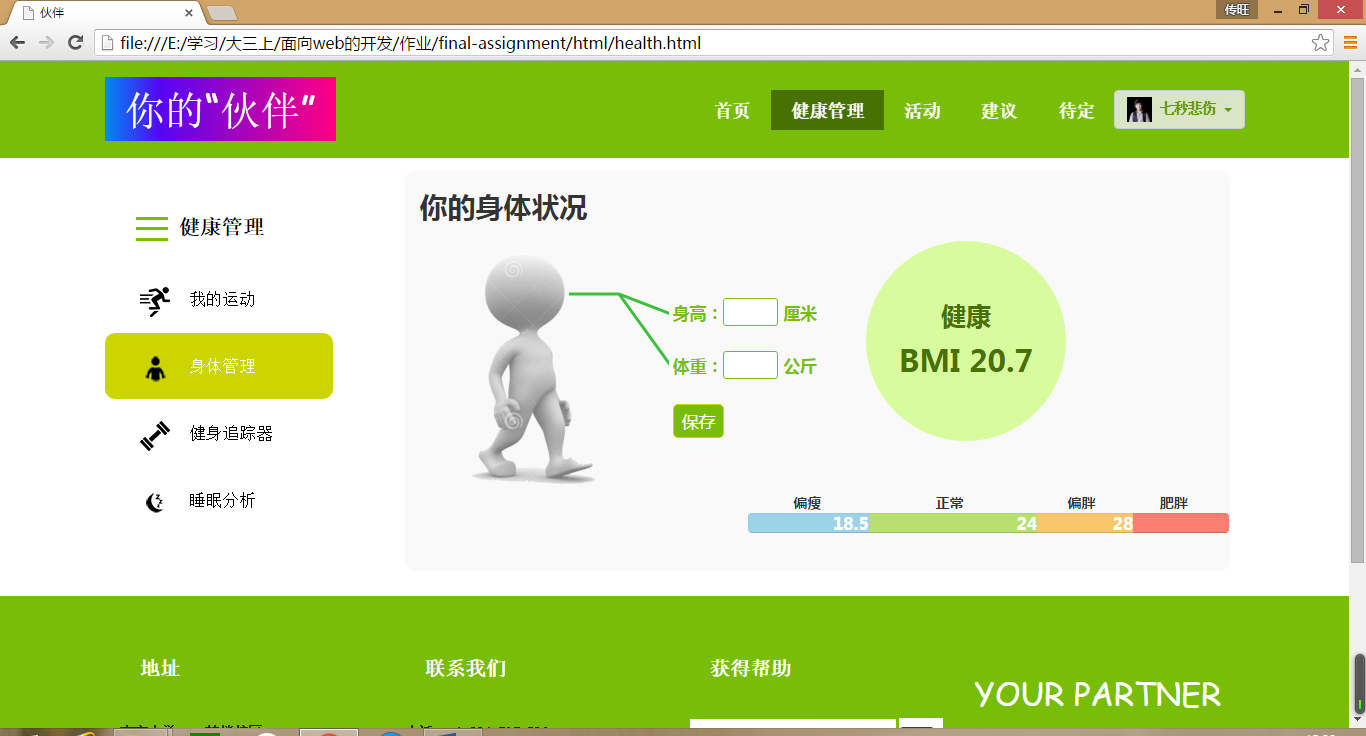 伙伴
传旺
file:///E:/学习/大三上/面向web的开发/作业/final-assignment/html/health.html
你的“伙伴”
首页 健康管理 活动 建议 待定 七秒悲伤
健康管理
我的运动
身体管理
健身追踪器
睡眠分析
你的身体状况
身高：厘米
体重：公斤
保存
健康
BMI 20.7
偏瘦 正常 偏胖 肥胖
18.5 24 28
地址 联系我们 获得帮助
YOUR PARTNER